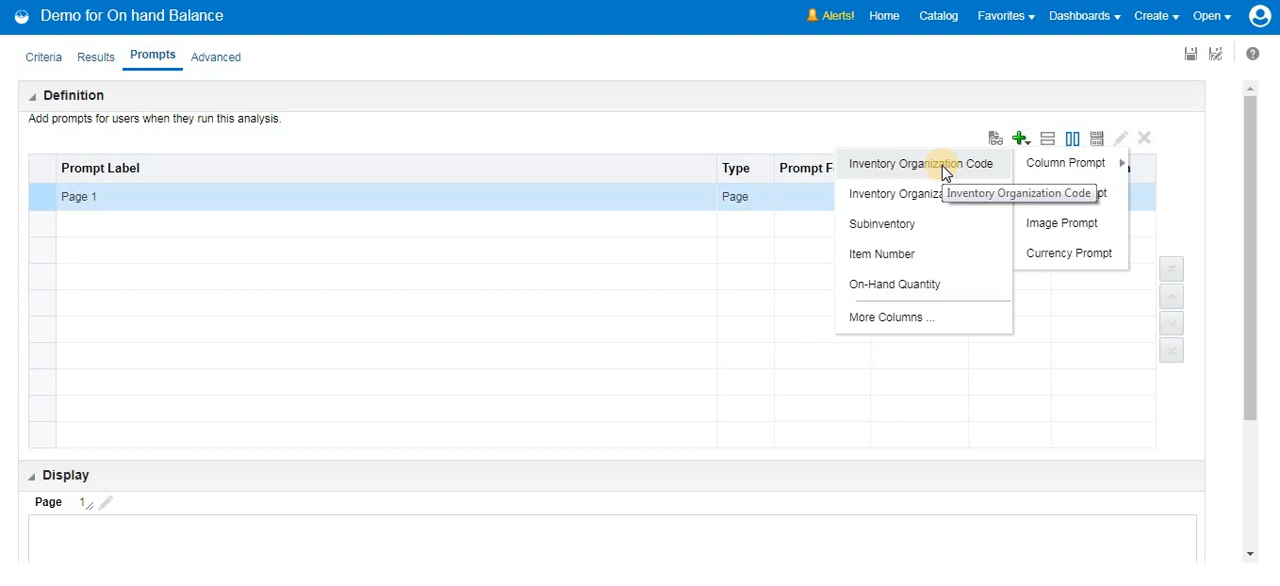 Demo for On hand Balance
Alerts! Home Catalog Favorites Dashboards Create Open
Criteria Results Prompts Advanced
Definition
Add prompts for users when they run this analysis.
Prompt Label Type Prompt F
Inventory Organization Code Column Prompt
Page 1 Page
Inventory Organiza
Inventory Organization Code
Subinventory Image Prompt
Item Number Currency Prompt
On-Hand Quantity
More Columns ...
Display
Page 1